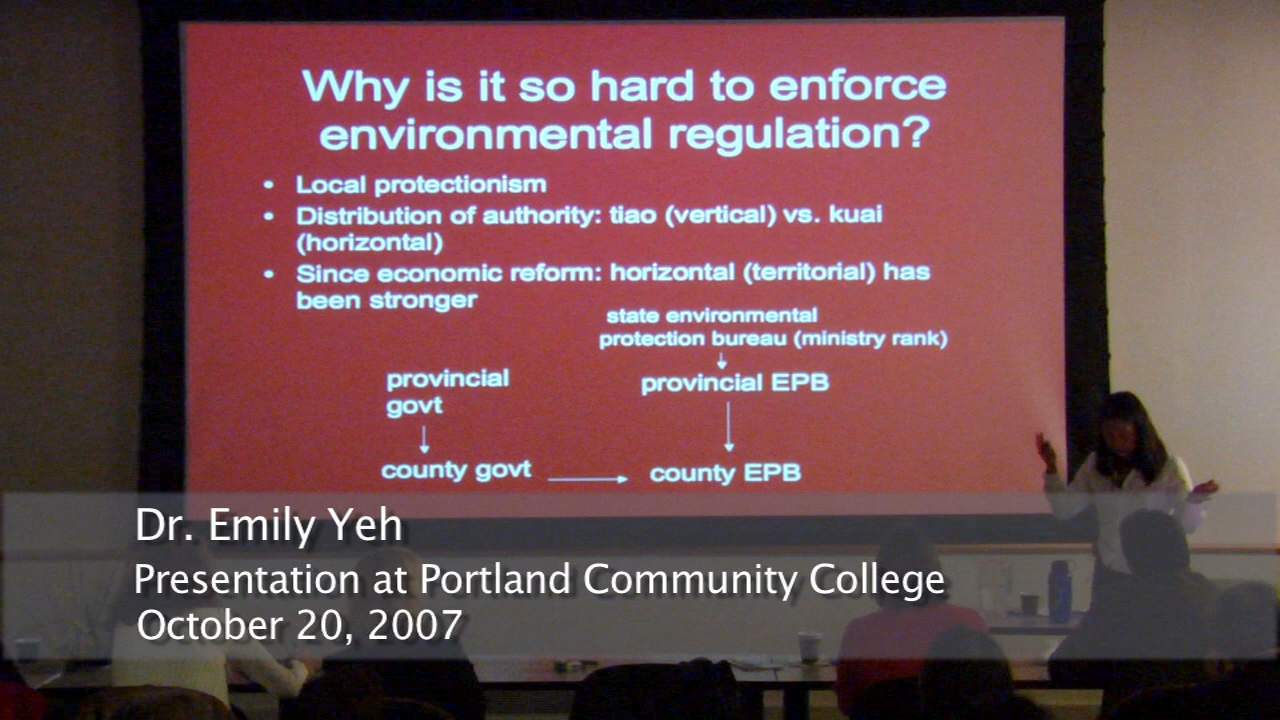 Why is it so hard to enforce
environmental regulation?
• Local protectionism
• Distribution of authority: tiao (vertical) vs. kuai
(horizontal)
• Since economic reform: horizontal (territorial) has
been stronger
state environmental
protection bureau (ministry rank)
provincial
govt
provincial EPB
county govt
county EPB
Dr. Emily Yeh
Presentation at Portland Community College
October 20, 2007